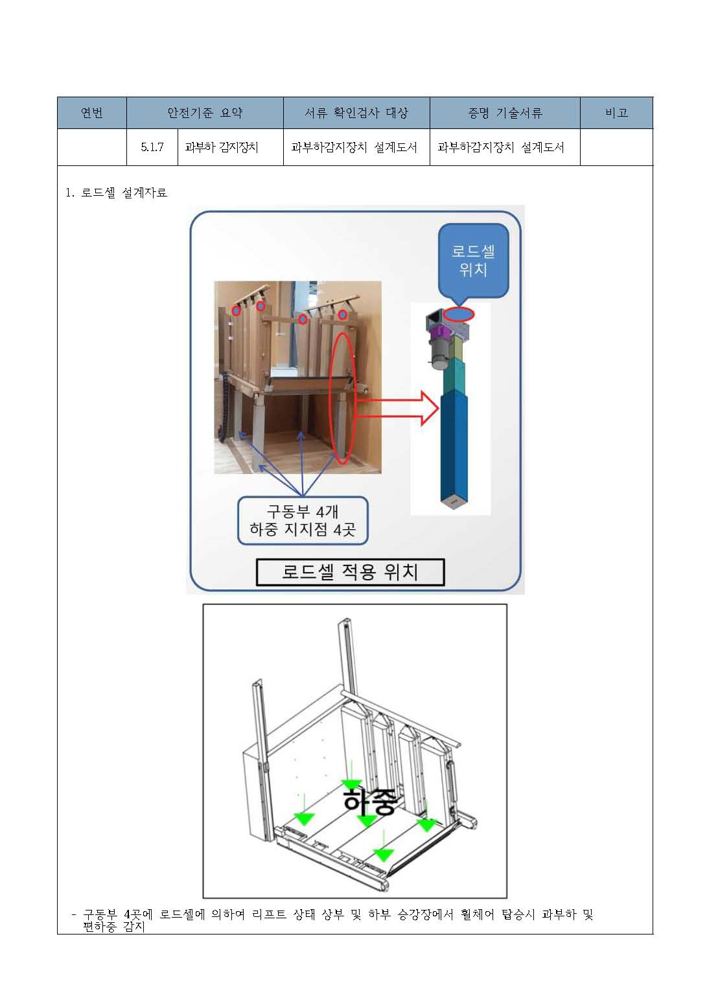 연번 안전기준 요약 서류 확인검사 대상 증명 기술서류 비고
5.1.7 과부하 감지장치 과부하감지장치 설계도서 과부하감지장치 설계도서
1. 로드셀 설계자료
로드셀
위치
구동부 4개
하중 지지점 4곳
로드셀 적용 위치
하중
- 구동부 4곳에 로드셀에 의하여 리프트 상태 상부 및 하부 승강장에서 휠체어 탑승시 과부하 및
편하중 감지